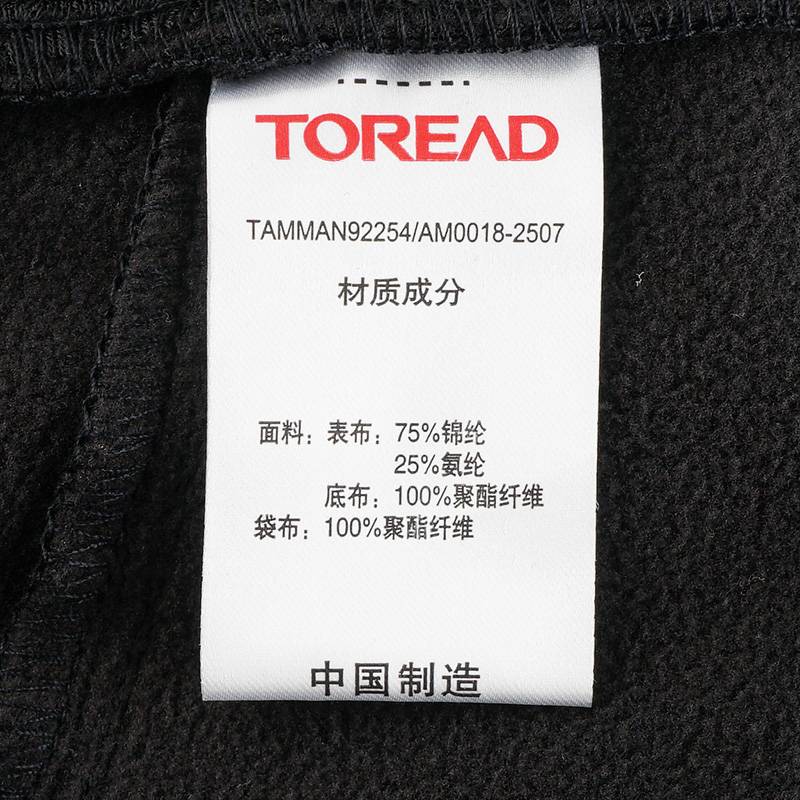 TOREAD
TAMMAN92254/AM0018-2507
材质成分
面料：表布：75%锦纶
25%氨纶
底布：100%聚酯纤维
袋布：100%聚酯纤维
中国制造